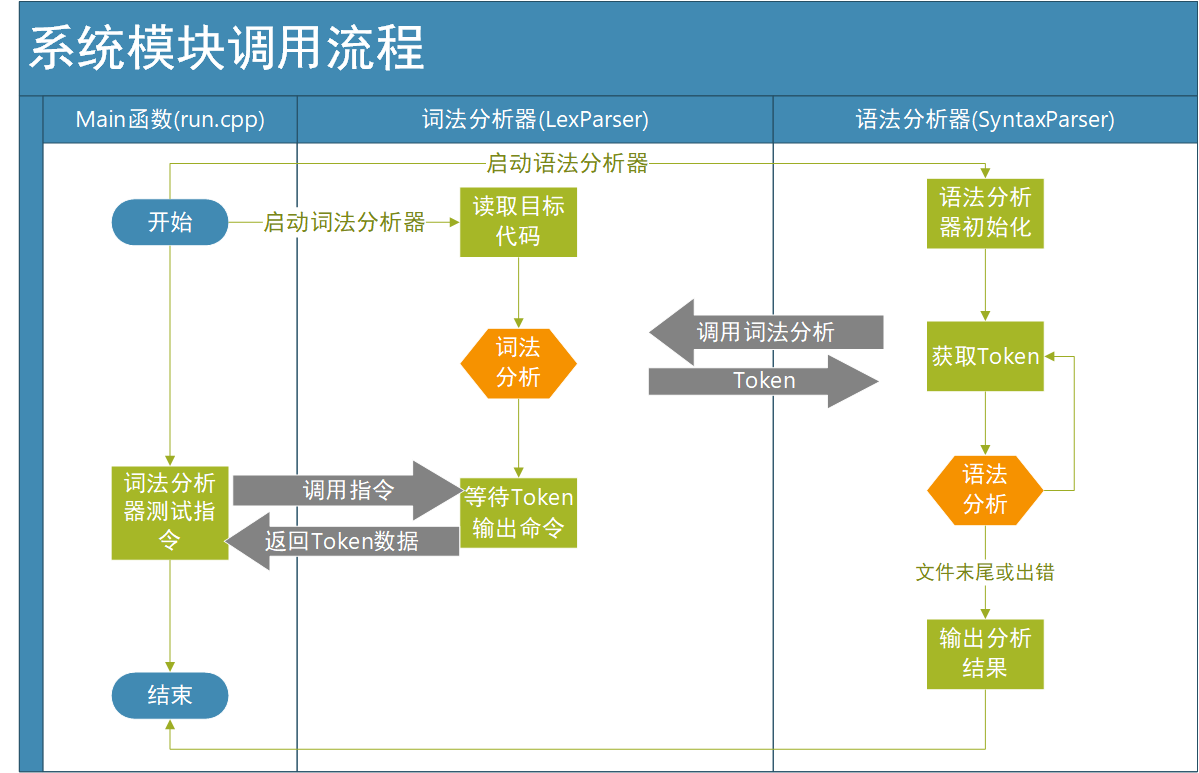 系统模块调用流程
Main函数(run.cpp)
词法分析器(LexParser)
语法分析器(SyntaxParser)
启动语法分析器
开始
启动词法分析器
读取目标
代码
语法分析
器初始化
调用词法分析
Token
词法
分析
获取Token
语法
分析
词法分析
器测试指
令
调用指令
返回Token数据
等待Token
输出命令
文件末尾或出错
输出分析
结果
结束